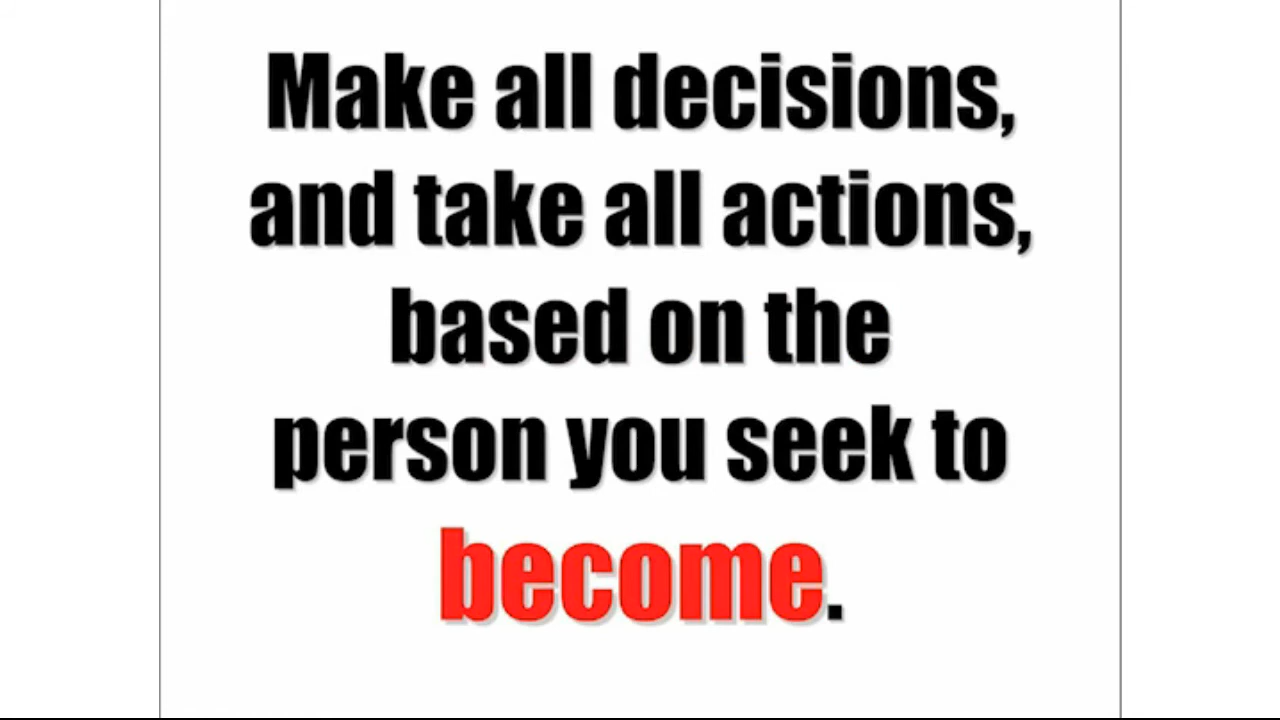 Make all decisions,
and take all actions,
based on the
person you seek to
become.